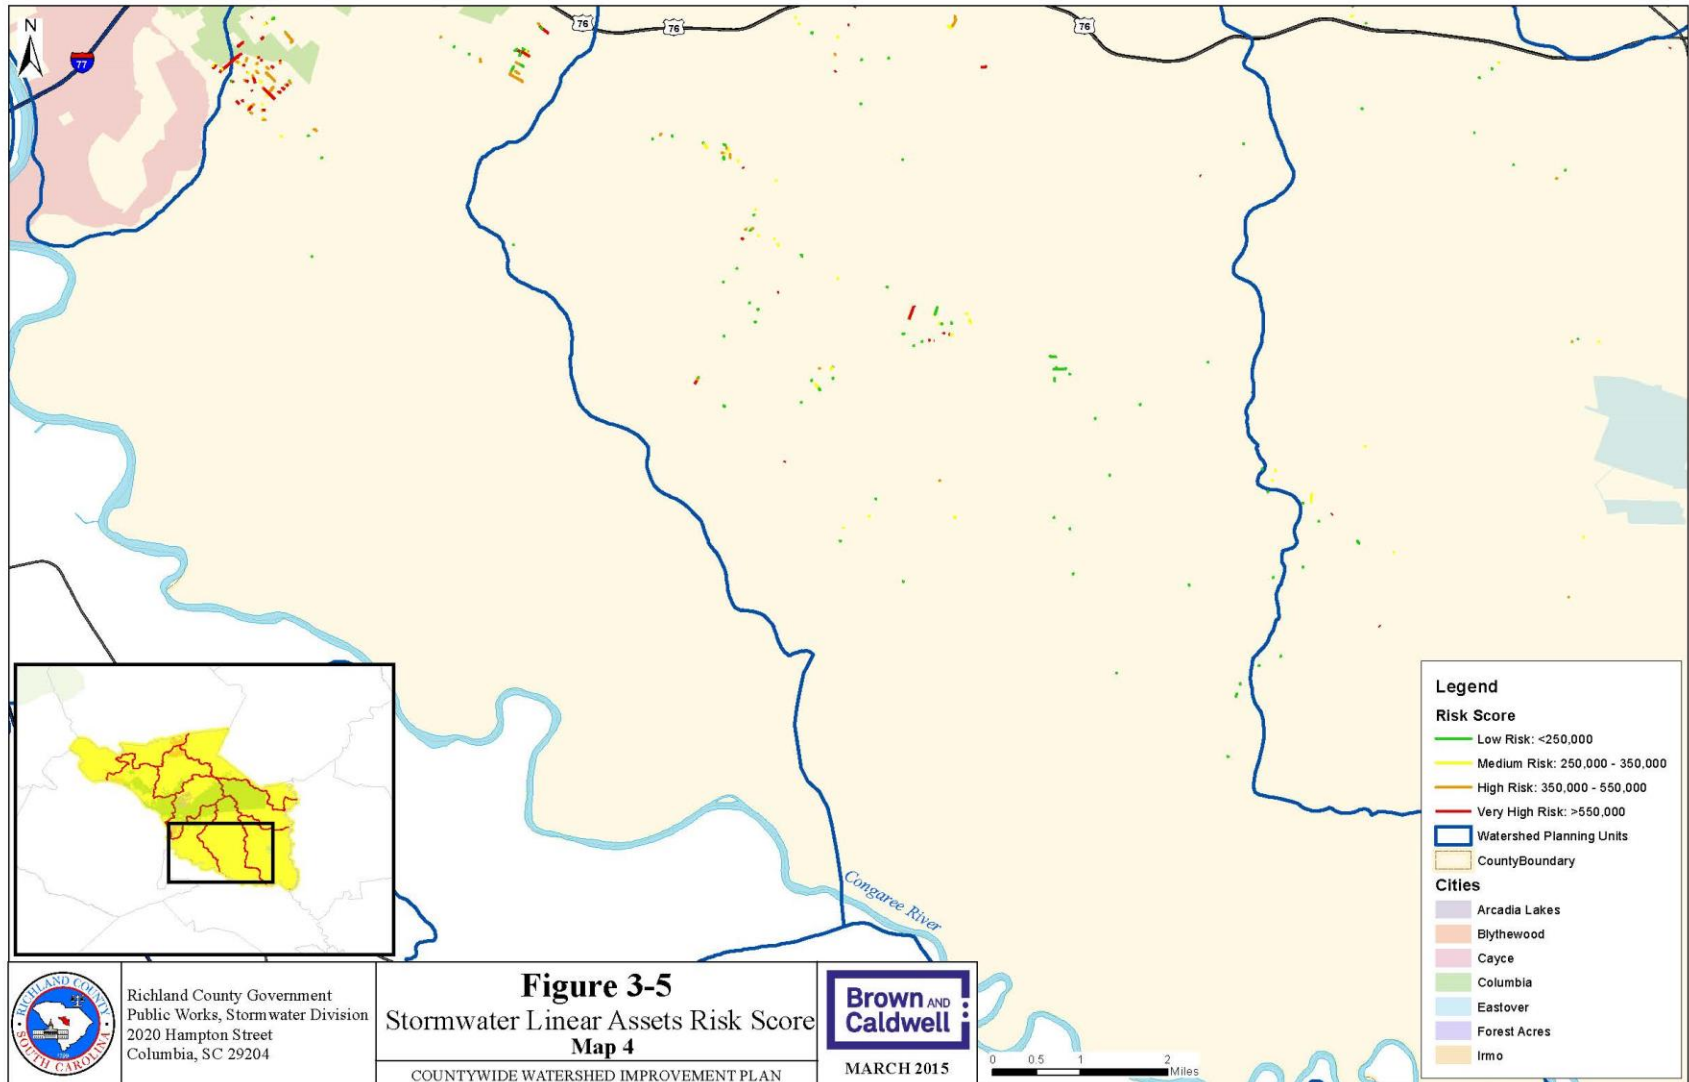 N
77
76
76
76
Congaree River
Legend
Risk Score
Low Risk: <250,000
Medium Risk: 250,000 - 350,000
High Risk: 350,000 - 550,000
Very High Risk: >550,000
Watershed Planning Units
CountyBoundary
Cities
Arcadia Lakes
Blythewood
Cayce
Columbia
Eastover
Forest Acres
Irmo
RICHLAND COUNTY
SOUTH CAROLINA
Richland County Government
Public Works, Stormwater Division
2020 Hampton Street
Columbia, SC 29204
Figure 3-5
Stormwater Linear Assets Risk Score
Map 4
COUNTYWIDE WATERSHED IMPROVEMENT PLAN
Brown AND
Caldwell
MARCH 2015
0 0.5 1 2
Miles